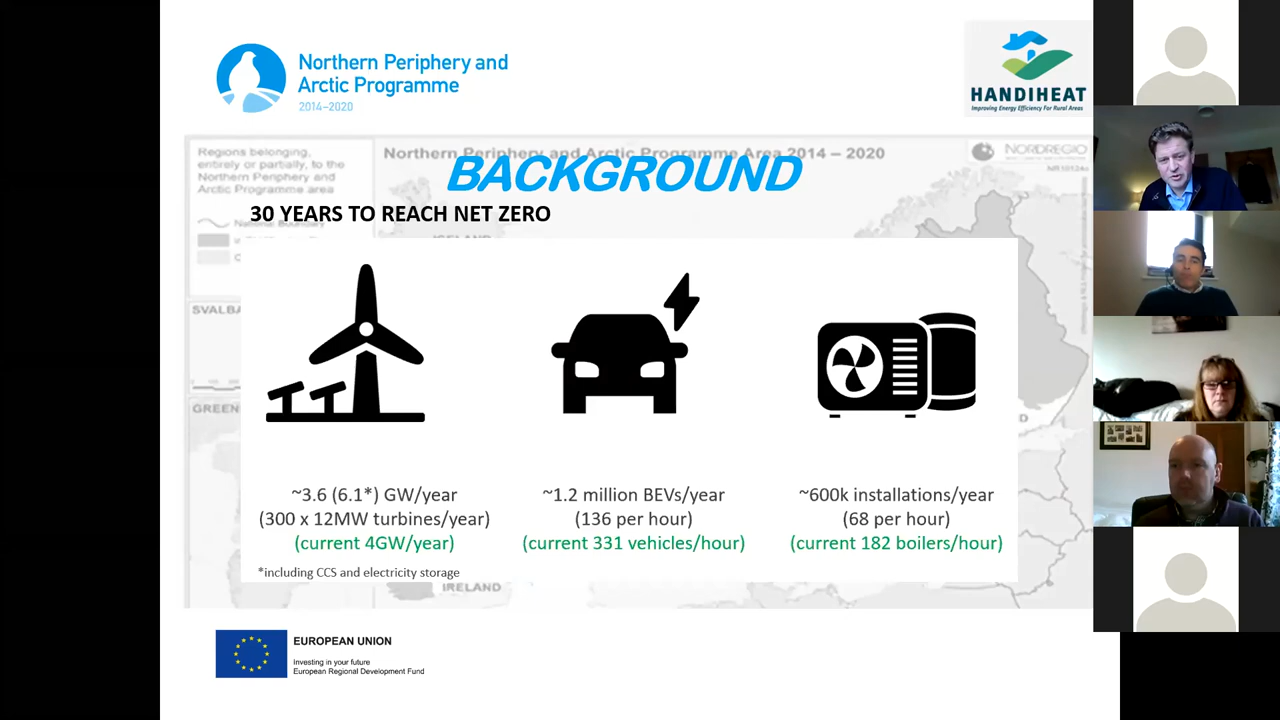 Northern Periphery and
Arctic Programme
2014–2020
HANDIHEAT
Improving Energy Efficiency For Rural Areas
Regions belonging,
entirely or partially, to the
Northern Periphery and
Arctic Programme area
Northern Periphery and Arctic Programme Area 2014 – 2020
NORDREGIO
BACKGROUND
30 YEARS TO REACH NET ZERO
~3.6 (6.1*) GW/year
(300 x 12MW turbines/year)
(current 4GW/year)
*including CCS and electricity storage
~1.2 million BEVs/year
(136 per hour)
(current 331 vehicles/hour)
~600k installations/year
(68 per hour)
(current 182 boilers/hour)
IRELAND
EUROPEAN UNION
Investing in your future
European Regional Development Fund